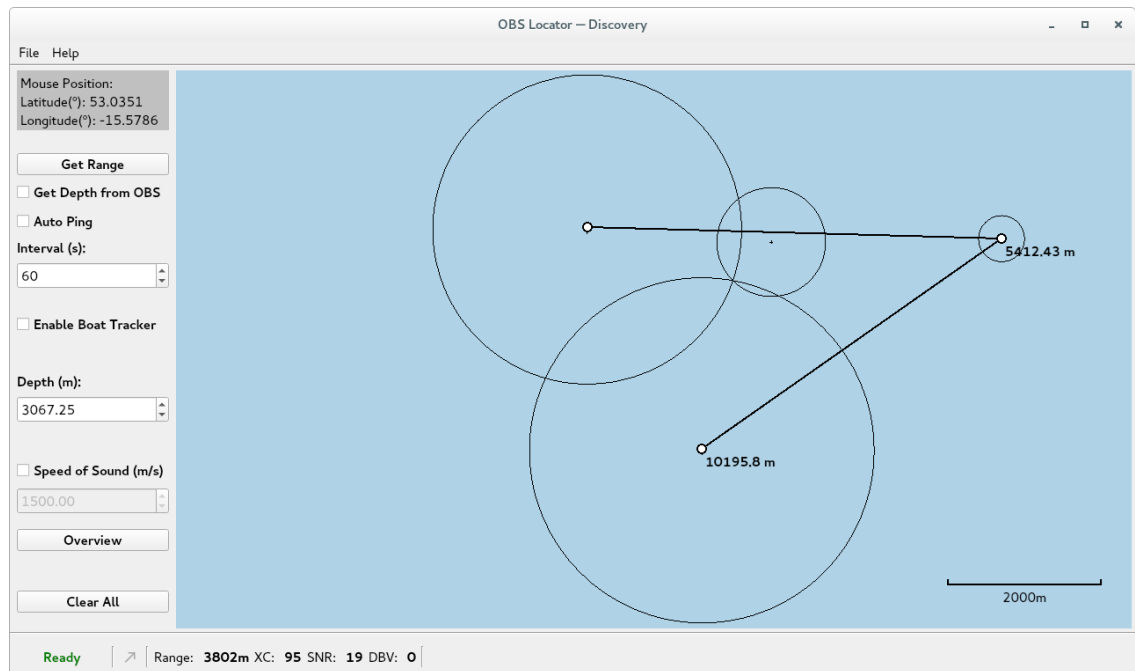 OBS Locator — Discovery
File Help
Mouse Position:
Latitude(°): 53.0351
Longitude(°): -15.5786
Get Range
Get Depth from OBS
Auto Ping
Interval (s):
60
Enable Boat Tracker
Depth (m):
3067.25
Speed of Sound (m/s)
1500.00
Overview
Clear All
5412.43 m
10195.8 m
2000m
Ready Range: 3802m XC: 95 SNR: 19 DBV: 0